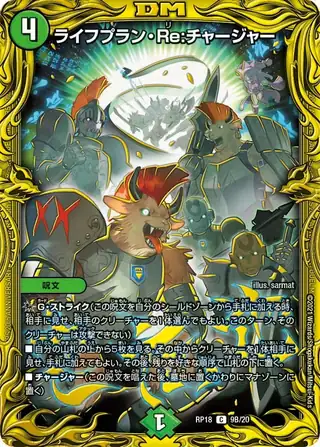 DM
4
ライフプラン・Re:チャージャー
リ
XX
呪文
illus. sarmat
G・ストライク(この呪文を自分のシールドゾーンから手札に加える時、
相手に見せ、相手のクリーチャーを1体選んでもよい。このターン、その
クリーチャーは攻撃できない)
■自分の山札の上から5枚を見る。その中からクリーチャーを1体相手
に見せ、手札に加えてもよい。その後、残りを好きな順序で山札の下に置く。
■チャージャー(この呪文を唱えた後、墓地に置くかわりにマナゾーンに
置く)
1
RP18 C 9B/20